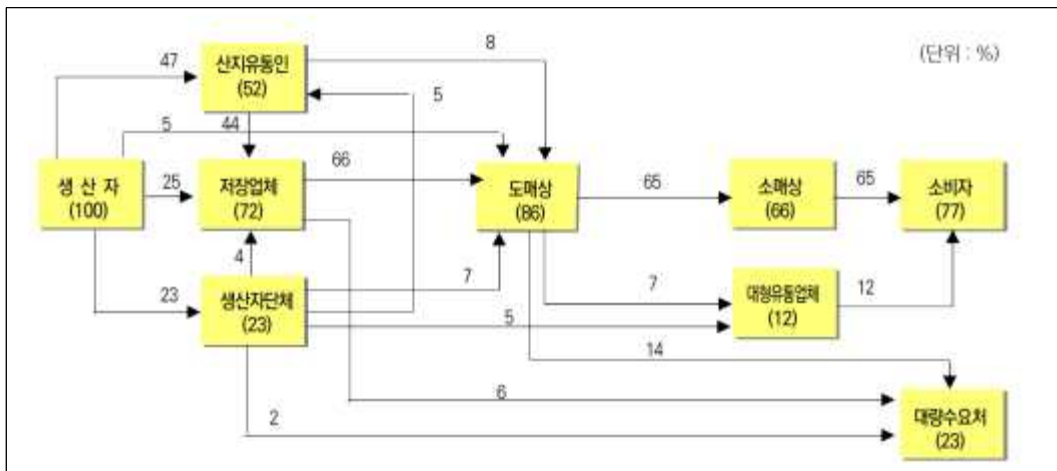 8
(단위 : %)
47
산지유통인
(52)
5
5
44
66
생 산 자
(100)
25
저장업체
(72)
도매상
(86)
65
소매상
(66)
65
소비자
(77)
4
7
23
생산자단체
(23)
5
7
대형유통업체
(12)
12
14
6
2
대량수요처
(23)